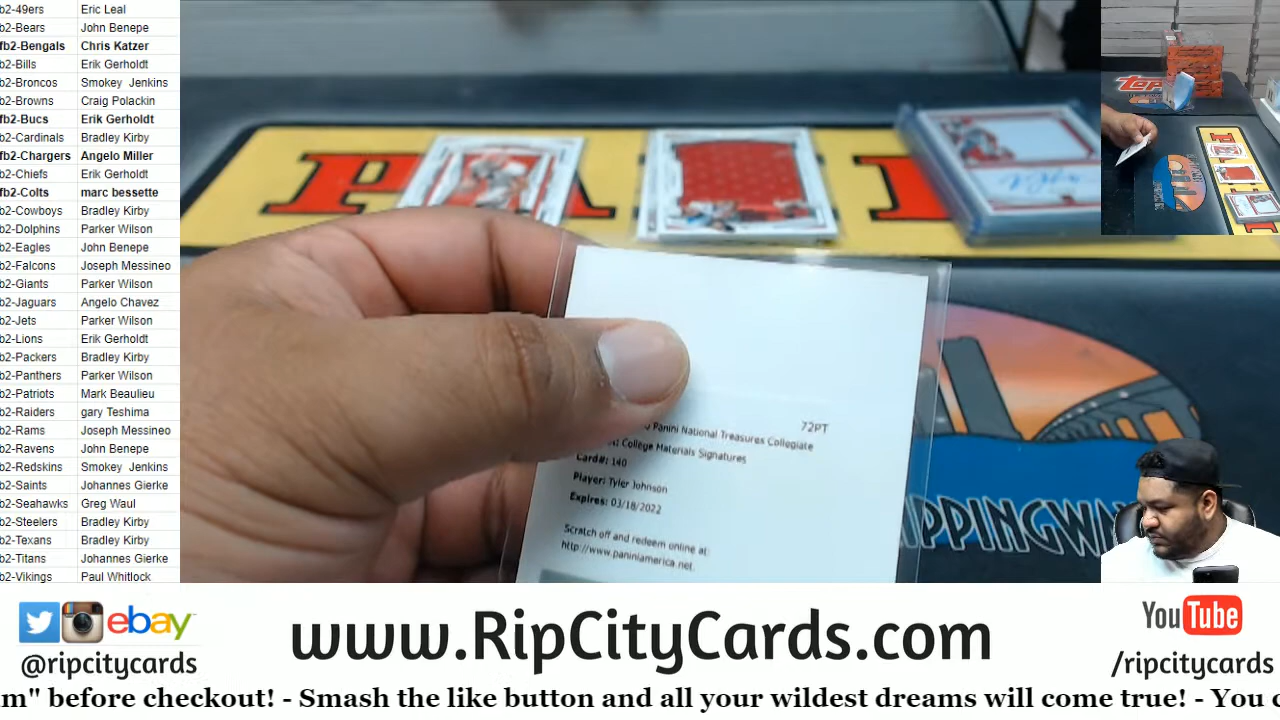 b2-49ers Eric Leal
b2-Bears John Benepe
fb2-Bengals Chris Katzer
b2-Bills Erik Gerholdt
b2-Broncos Smokey Jenkins
b2-Browns Craig Polackin
fb2-Bucs Erik Gerholdt
b2-Cardinals Bradley Kirby
fb2-Chargers Angelo Miller
b2-Chiefs Erik Gerholdt
fb2-Colts marc bessette
b2-Cowboys Bradley Kirby
b2-Dolphins Parker Wilson
b2-Eagles John Benepe
b2-Falcons Joseph Messineo
b2-Giants Parker Wilson
b2-Jaguars Angelo Chavez
b2-Jets Parker Wilson
b2-Lions Erik Gerholdt
b2-Packers Bradley Kirby
b2-Panthers Parker Wilson
b2-Patriots Mark Beaulieu
b2-Raiders gary Teshima
b2-Rams Joseph Messineo
b2-Ravens John Benepe
b2-Redskins Smokey Jenkins
b2-Saints Johannes Gierke
b2-Seahawks Greg Waul
b2-Steelers Bradley Kirby
b2-Texans Bradley Kirby
b2-Titans Johannes Gierke
b2-Vikings Paul Whitlock
72PT
Panini National Treasures Collegiate
College Materials Signatures
Card#: 140
Player: Tyler Johnson
Expires: 03/18/2022
Scratch off and redeem online at:
http://www.paniniamerica.net.
IPPINGWA
Topps
ebay
@ripcitycards
www.RipCityCards.com
YouTube
/ripcitycards
m" before checkout! - Smash the like button and all your wildest dreams will come true! - You c